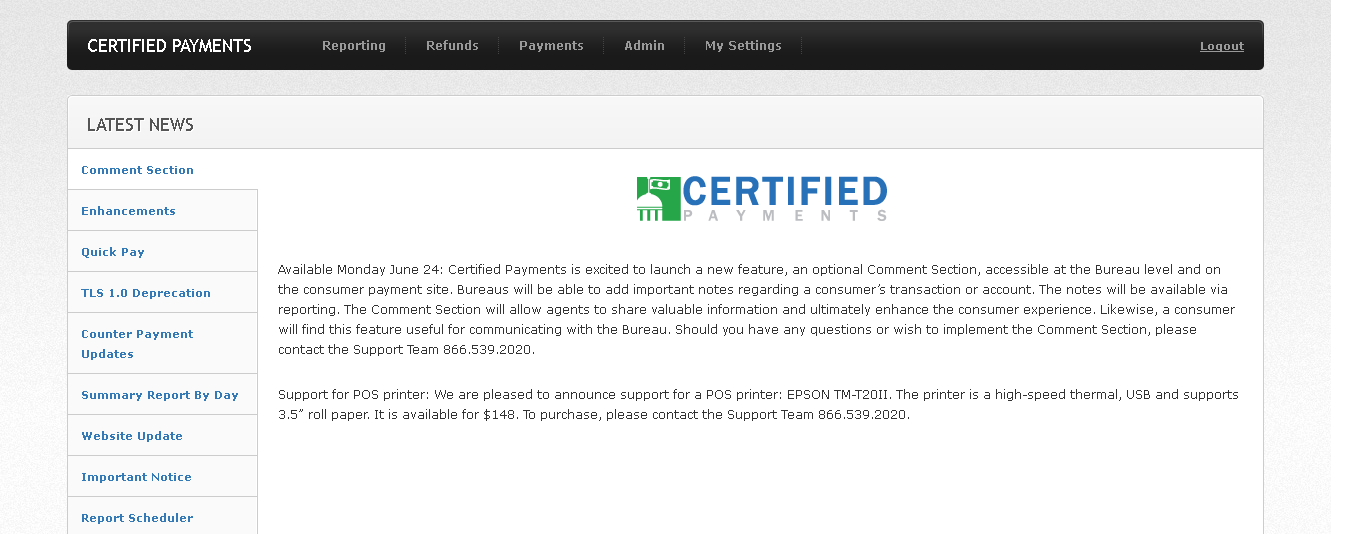 CERTIFIED PAYMENTS
Reporting
Refunds
Payments
Admin
My Settings
Logout
LATEST NEWS
Comment Section
Enhancements
Quick Pay
TLS 1.0 Deprecation
Counter Payment
Updates
Summary Report By Day
Website Update
Important Notice
Report Scheduler
CERTIFIED
PAYMENTS
Available Monday June 24: Certified Payments is excited to launch a new feature, an optional Comment Section, accessible at the Bureau level and on
the consumer payment site. Bureaus will be able to add important notes regarding a consumer’s transaction or account. The notes will be available via
reporting. The Comment Section will allow agents to share valuable information and ultimately enhance the consumer experience. Likewise, a consumer
will find this feature useful for communicating with the Bureau. Should you have any questions or wish to implement the Comment Section, please
contact the Support Team 866.539.2020.
Support for POS printer: We are pleased to announce support for a POS printer: EPSON TM-T20II. The printer is a high-speed thermal, USB and supports
3.5” roll paper. It is available for $148. To purchase, please contact the Support Team 866.539.2020.